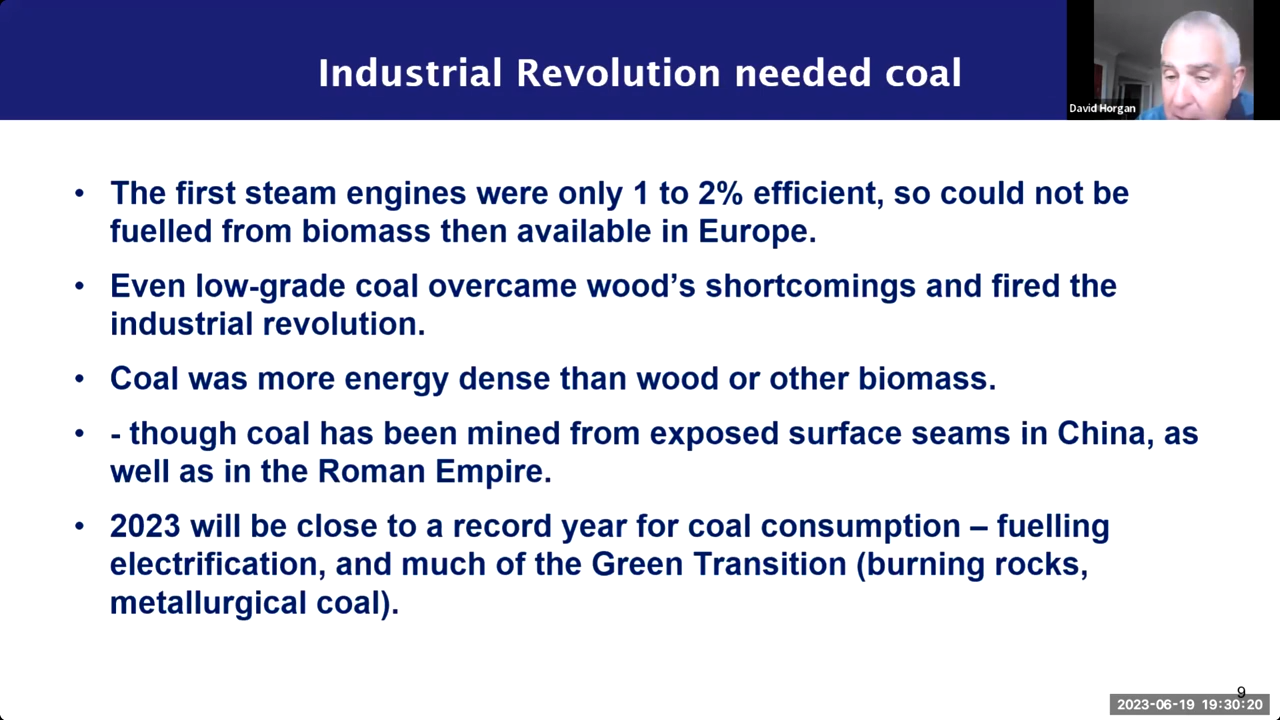 Industrial Revolution needed coal
David Horgan
• The first steam engines were only 1 to 2% efficient, so could not be
fuelled from biomass then available in Europe.
• Even low-grade coal overcame wood’s shortcomings and fired the
industrial revolution.
• Coal was more energy dense than wood or other biomass.
• - though coal has been mined from exposed surface seams in China, as
well as in the Roman Empire.
• 2023 will be close to a record year for coal consumption – fuelling
electrification, and much of the Green Transition (burning rocks,
metallurgical coal).
9
2023-06-19 19:30:20